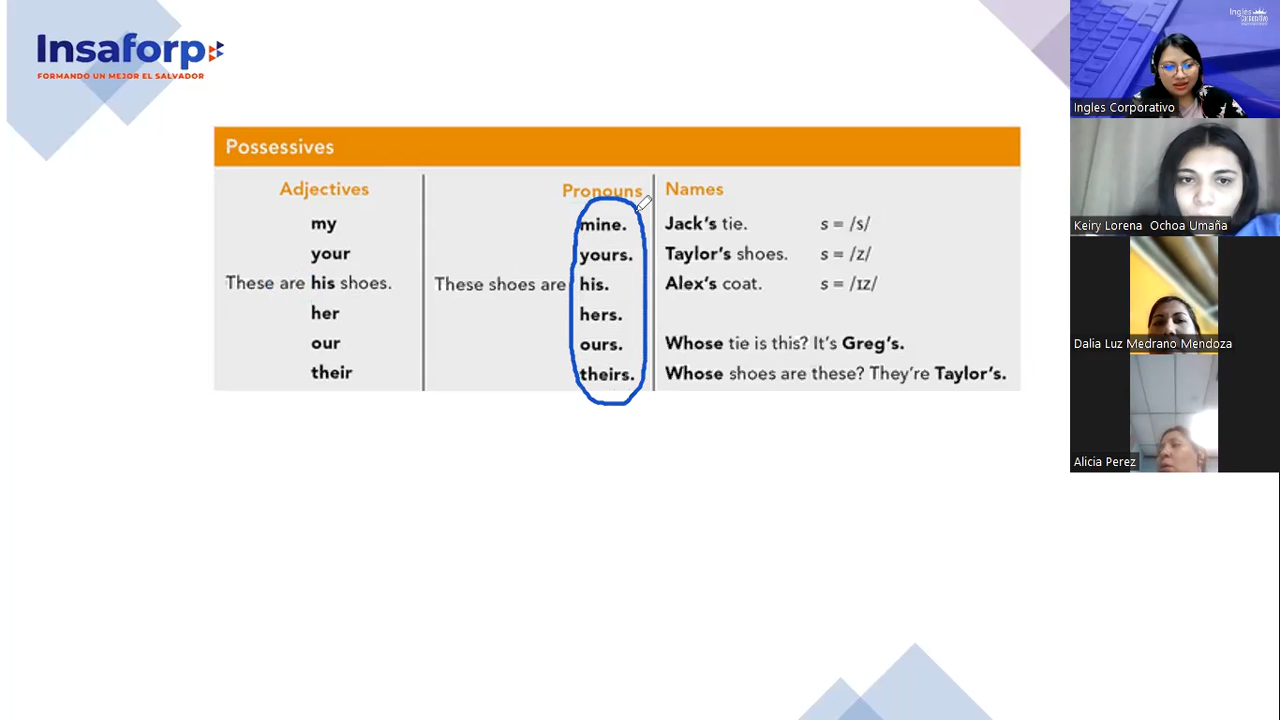 Insaforp
FORMANDO UN MEJOR EL SALVADOR
Possessives
Adjectives
my
your
These are his shoes.
her
our
their
Pronouns
mine.
yours.
These shoes are his.
hers.
ours.
theirs.
Names
Jack's tie. s = /s/
Taylor's shoes. s = /z/
Alex's coat. s = /ɪz/
Whose tie is this? It's Greg's.
Whose shoes are these? They're Taylor's.
Ingles
Ingles Corporativo
Keiry Lorena Ochoa Umaña
Dalia Luz Medrano Mendoza
Alicia Perez